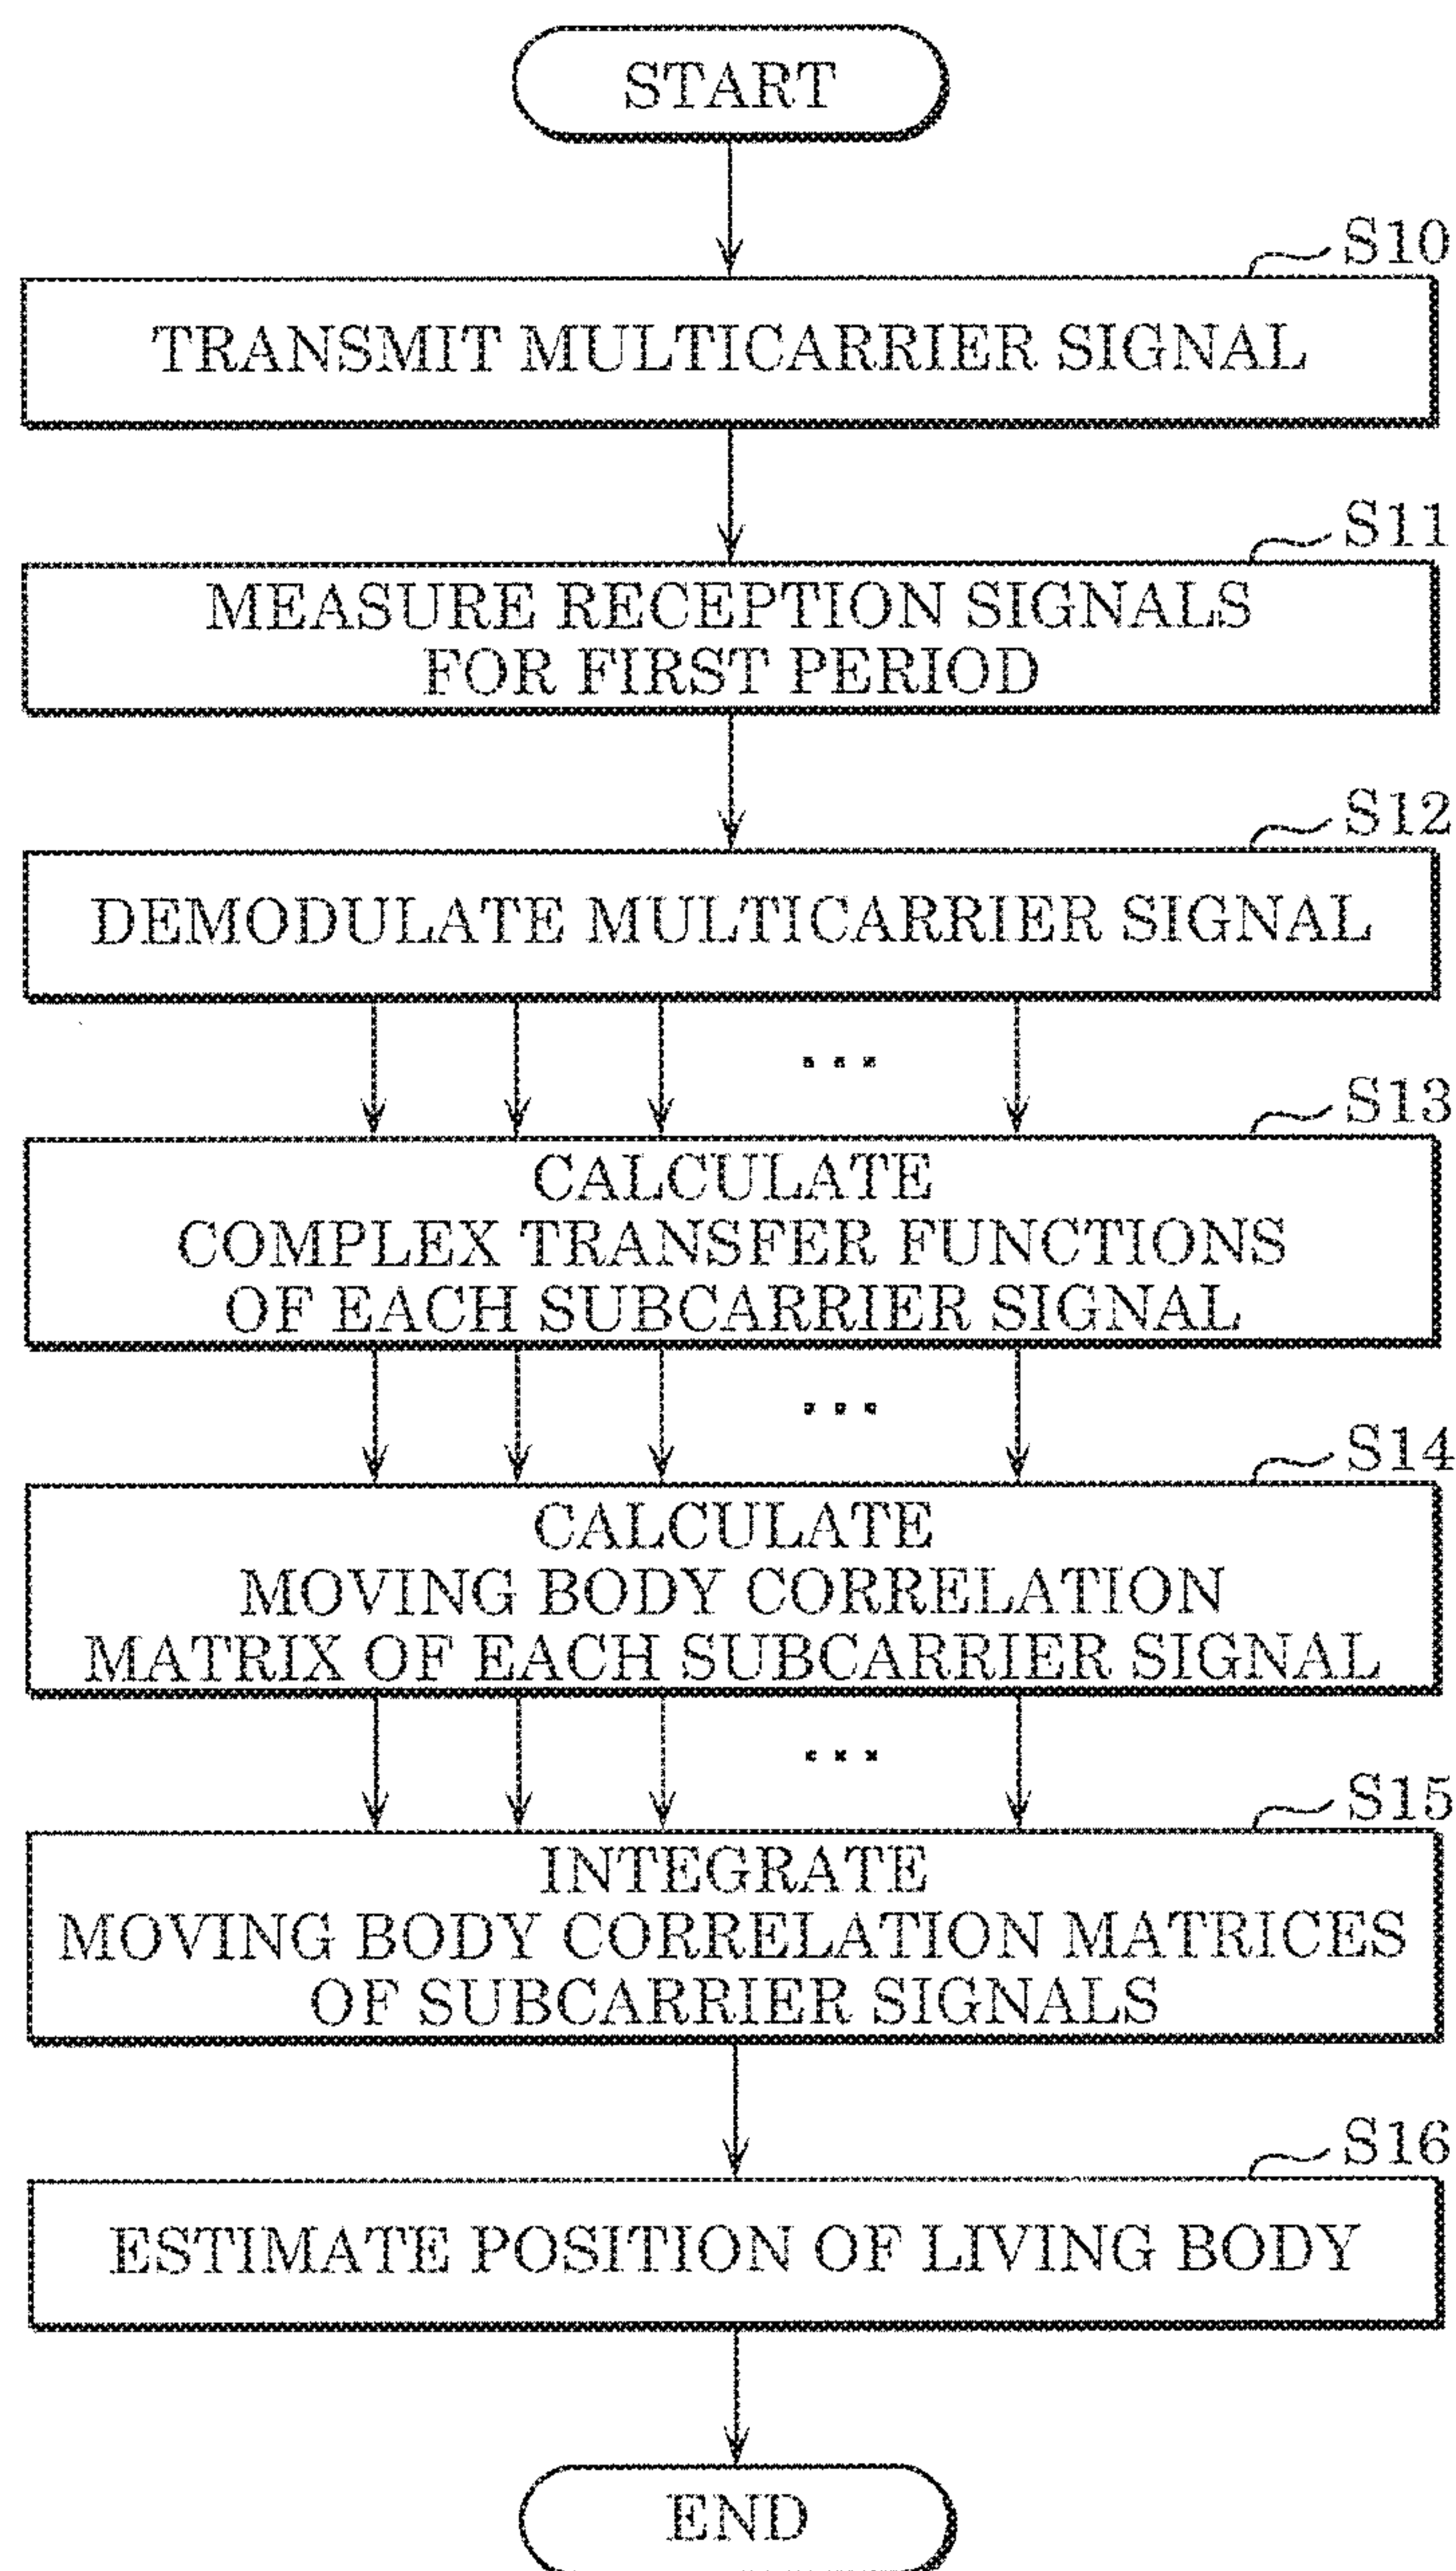 START
S10
TRANSMIT MULTICARRIER SIGNAL
S11
MEASURE RECEPTION SIGNALS
FOR FIRST PERIOD
S12
DEMODULATE MULTICARRIER SIGNAL
...
S13
CALCULATE
COMPLEX TRANSFER FUNCTIONS
OF EACH SUBCARRIER SIGNAL
...
S14
CALCULATE
MOVING BODY CORRELATION
MATRIX OF EACH SUBCARRIER SIGNAL
...
S15
INTEGRATE
MOVING BODY CORRELATION MATRICES
OF SUBCARRIER SIGNALS
S16
ESTIMATE POSITION OF LIVING BODY
END